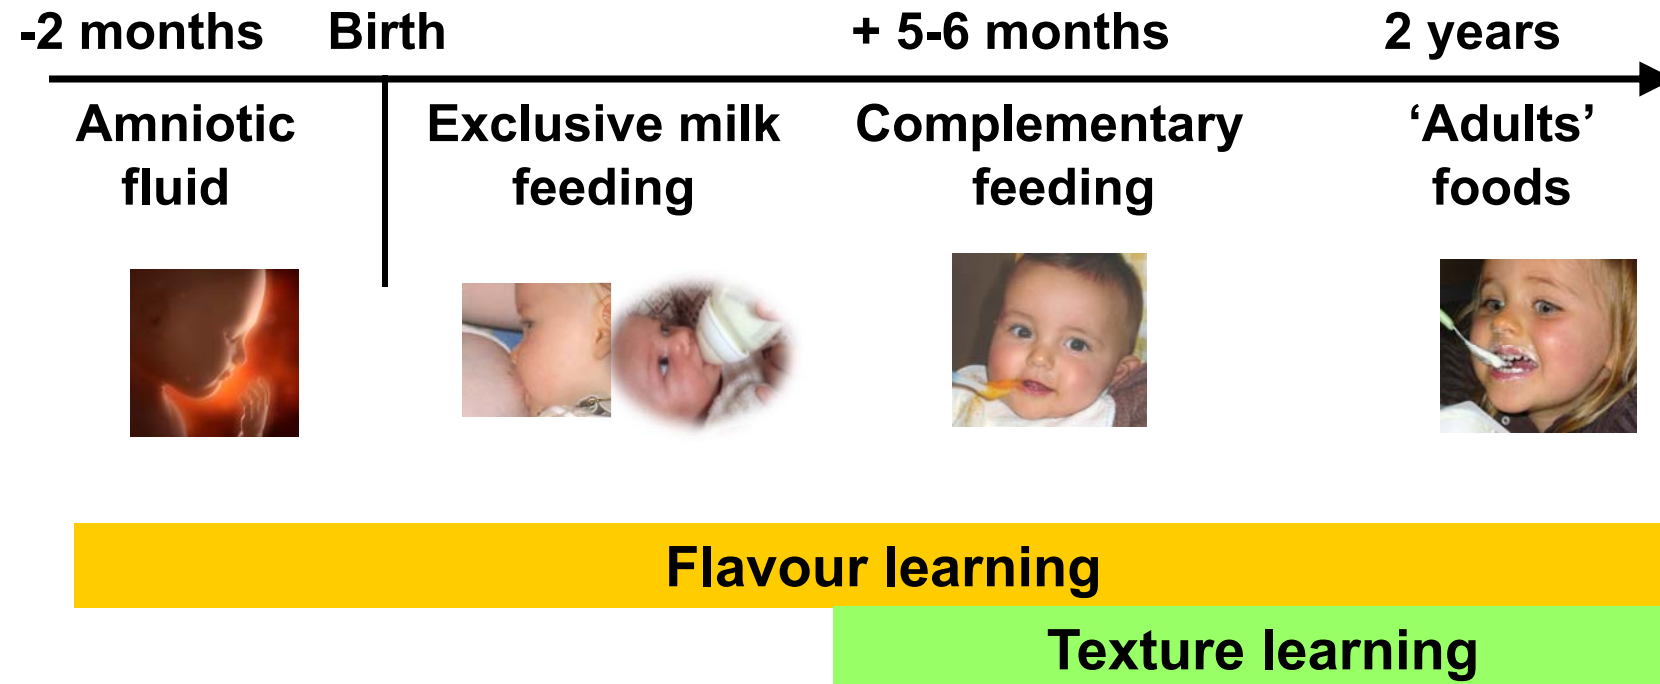 -2 months Birth + 5-6 months 2 years
Amniotic fluid
Exclusive milk feeding
Complementary feeding
‘Adults’ foods
Flavour learning
Texture learning